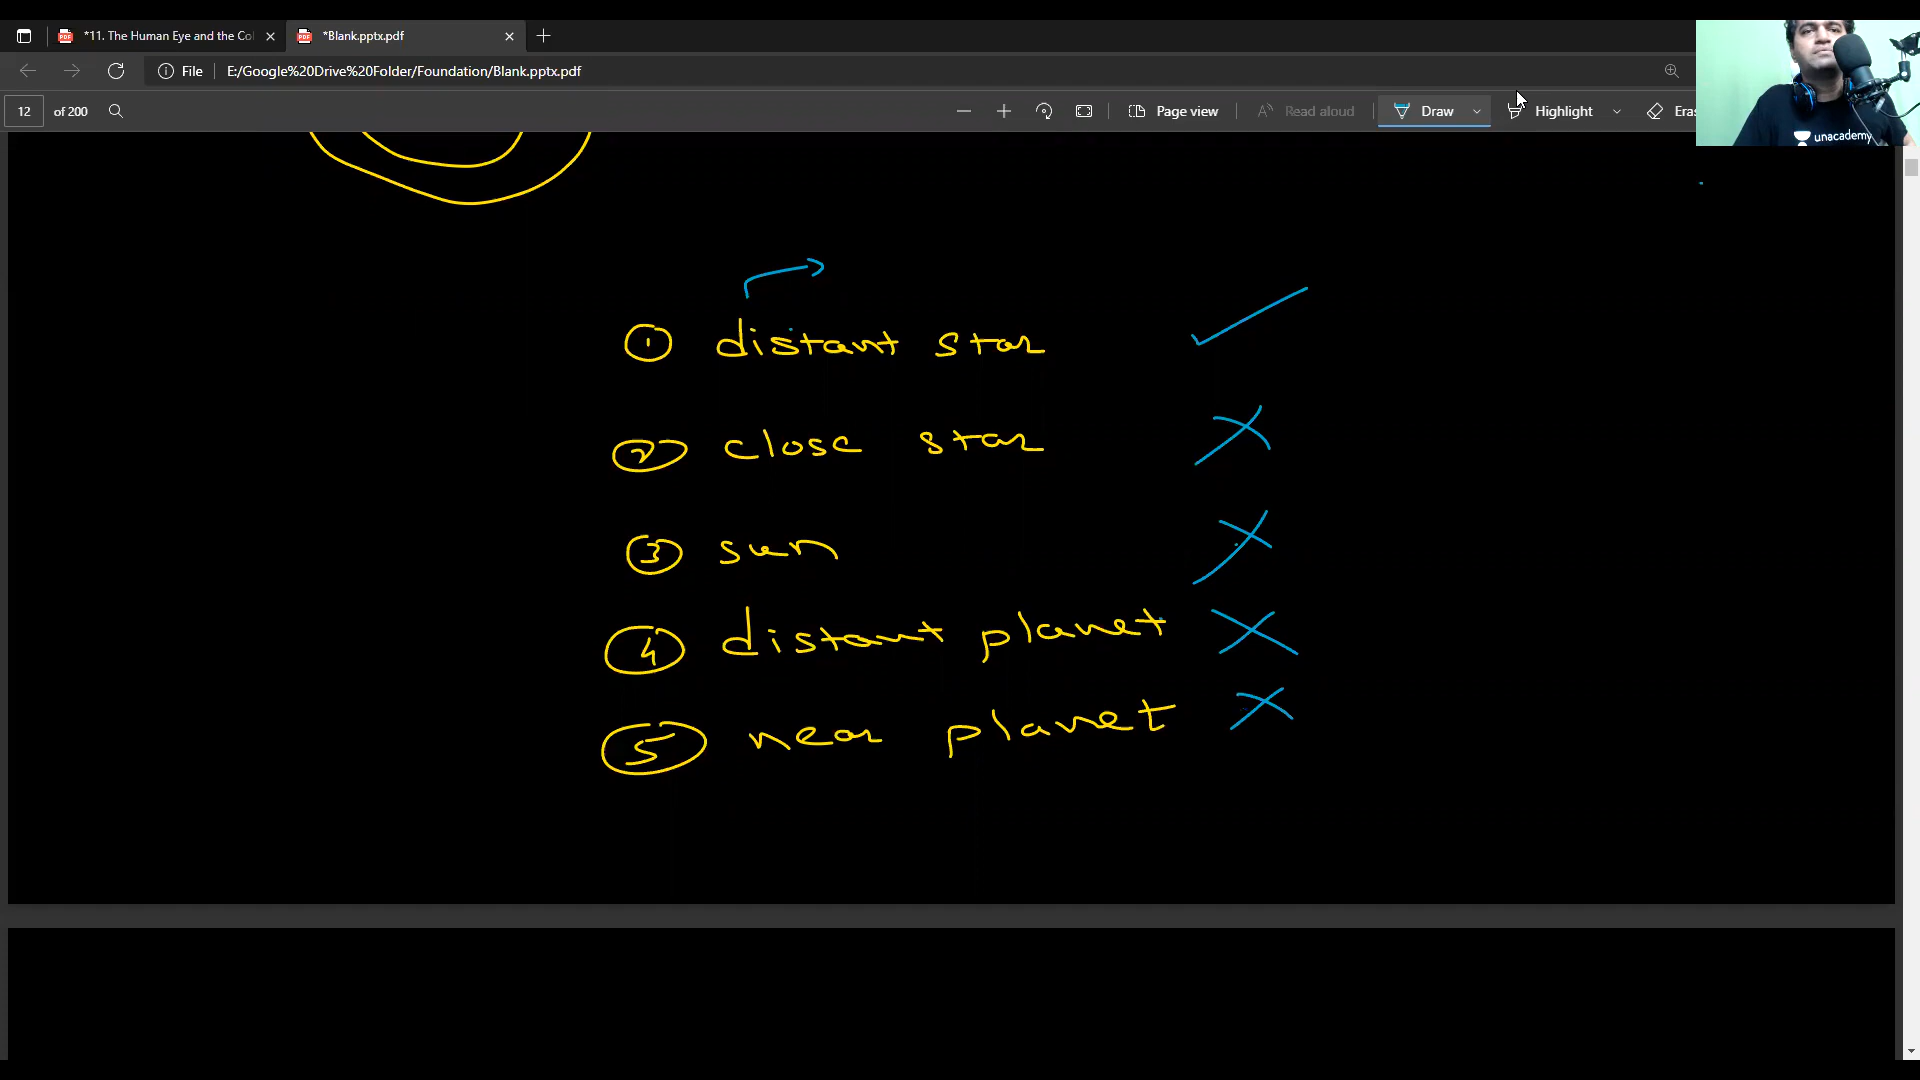 *11. The Human Eye and the Col
*Blank.pptx.pdf
File
E:/Google%20Drive%20Folder/Foundation/Blank.pptx.pdf
12 of 200
Page view
Read aloud
Draw
Highlight
Eras
unacademy
1 distant star
2 close star
3 sun
4 distant planet
5 near planet